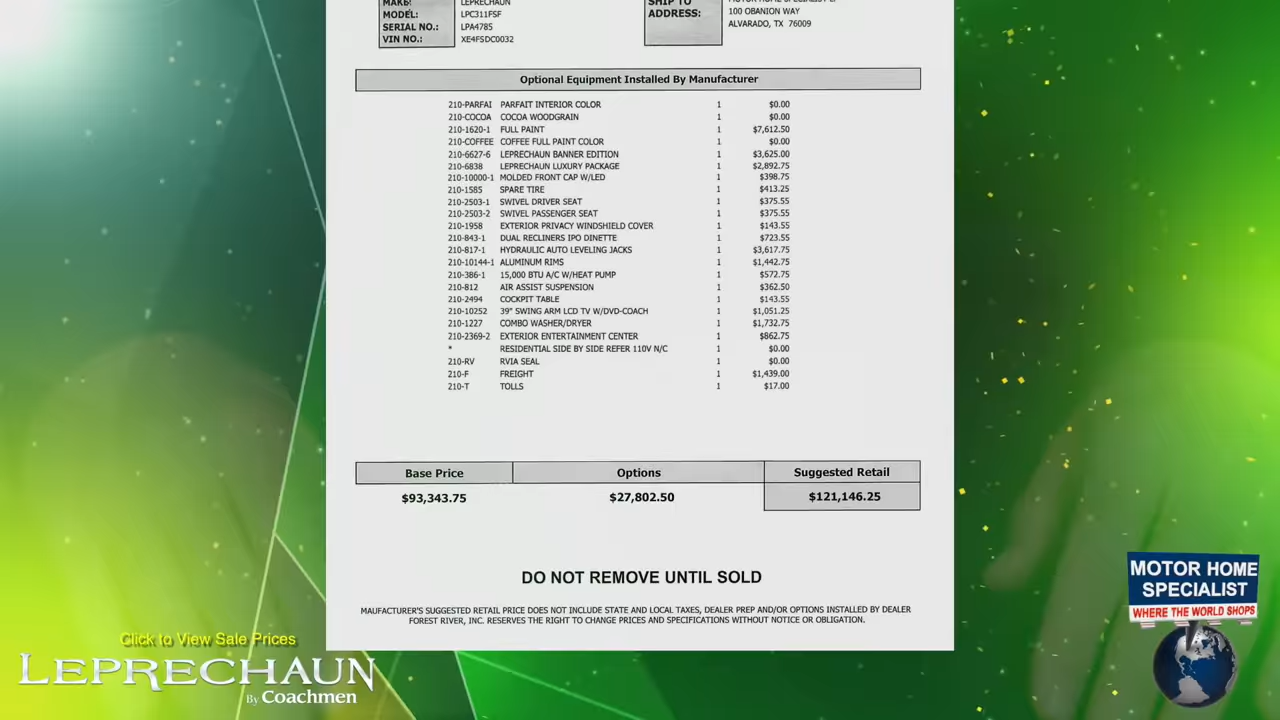 MAKE: LEPRECHAUN SHIP TO MOTOR HOME SPECIALIST LP
MODEL: LPC311FSF ADDRESS: 100 OBANION WAY
SERIAL NO.: LPA4785 ALVARADO, TX 76009
VIN NO.: XE4FSDC0032
Optional Equipment Installed By Manufacturer
210-PARFAI PARFAIT INTERIOR COLOR 1 $0.00
210-COCOA COCOA WOODGRAIN 1 $0.00
210-1620-1 FULL PAINT 1 $7,612.50
210-COFFEE COFFEE FULL PAINT COLOR 1 $0.00
210-6627-6 LEPRECHAUN BANNER EDITION 1 $3,625.00
210-6838 LEPRECHAUN LUXURY PACKAGE 1 $2,892.75
210-10000-1 MOLDED FRONT CAP W/LED 1 $398.75
210-1585 SPARE TIRE 1 $413.25
210-2503-1 SWIVEL DRIVER SEAT 1 $375.55
210-2503-2 SWIVEL PASSENGER SEAT 1 $375.55
210-1958 EXTERIOR PRIVACY WINDSHIELD COVER 1 $143.55
210-843-1 DUAL RECLINERS IPO DINETTE 1 $723.55
210-817-1 HYDRAULIC AUTO LEVELING JACKS 1 $3,617.75
210-10144-1 ALUMINUM RIMS 1 $1,442.75
210-386-1 15,000 BTU A/C W/HEAT PUMP 1 $572.75
210-812 AIR ASSIST SUSPENSION 1 $362.50
210-2494 COCKPIT TABLE 1 $143.55
210-10252 39" SWING ARM LCD TV W/DVD-COACH 1 $1,051.25
210-1227 COMBO WASHER/DRYER 1 $1,732.75
210-2369-2 EXTERIOR ENTERTAINMENT CENTER 1 $862.75
* RESIDENTIAL SIDE BY SIDE REFER 110V N/C 1 $0.00
210-RV RVIA SEAL 1 $0.00
210-F FREIGHT 1 $1,439.00
210-T TOLLS 1 $17.00
Base Price Options Suggested Retail
$93,343.75 $27,802.50 $121,146.25
DO NOT REMOVE UNTIL SOLD
MAUFACTURER'S SUGGESTED RETAIL PRICE DOES NOT INCLUDE STATE AND LOCAL TAXES, DEALER PREP AND/OR OPTIONS INSTALLED BY DEALER
FOREST RIVER, INC. RESERVES THE RIGHT TO CHANGE PRICES AND SPECIFICATIONS WITHOUT NOTICE OR OBLIGATION.
Click to View Sale Prices
LEPRECHAUN
By Coachmen
MOTOR HOME
SPECIALIST
WHERE THE WORLD SHOPS